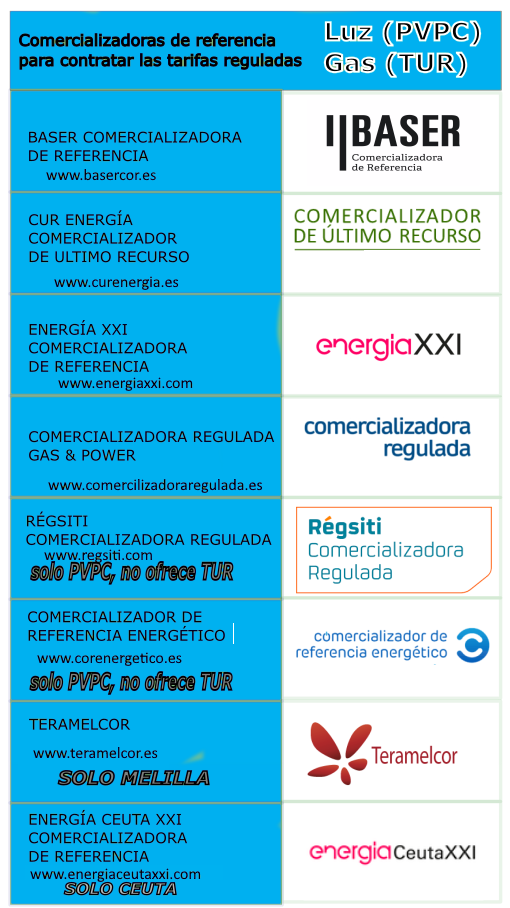 Comercializadoras de referencia
para contratar las tarifas reguladas
Luz (PVPC)
Gas (TUR)
BASER COMERCIALIZADORA
DE REFERENCIA
www.basercor.es
BASER
Comercializadora
de Referencia
CUR ENERGÍA
COMERCIALIZADOR
DE ULTIMO RECURSO
www.curenergia.es
COMERCIALIZADOR
DE ÚLTIMO RECURSO
ENERGÍA XXI
COMERCIALIZADORA
DE REFERENCIA
www.energiaxxi.com
energiaXXI
COMERCIALIZADORA REGULADA
GAS & POWER
www.comercilizadoraregulada.es
comercializadora
regulada
RÉGSITI
COMERCIALIZADORA REGULADA
www.regsiti.com
solo PVPC, no ofrece TUR
Régsiti
Comercializadora
Regulada
COMERCIALIZADOR DE
REFERENCIA ENERGÉTICO
www.corenergetico.es
solo PVPC, no ofrece TUR
comercializador de
referencia energético
TERAMELCOR
www.teramelcor.es
SOLO MELILLA
Teramelcor
ENERGÍA CEUTA XXI
COMERCIALIZADORA
DE REFERENCIA
www.energiaceutaxxi.com
SOLO CEUTA
energiaCeutaXXI